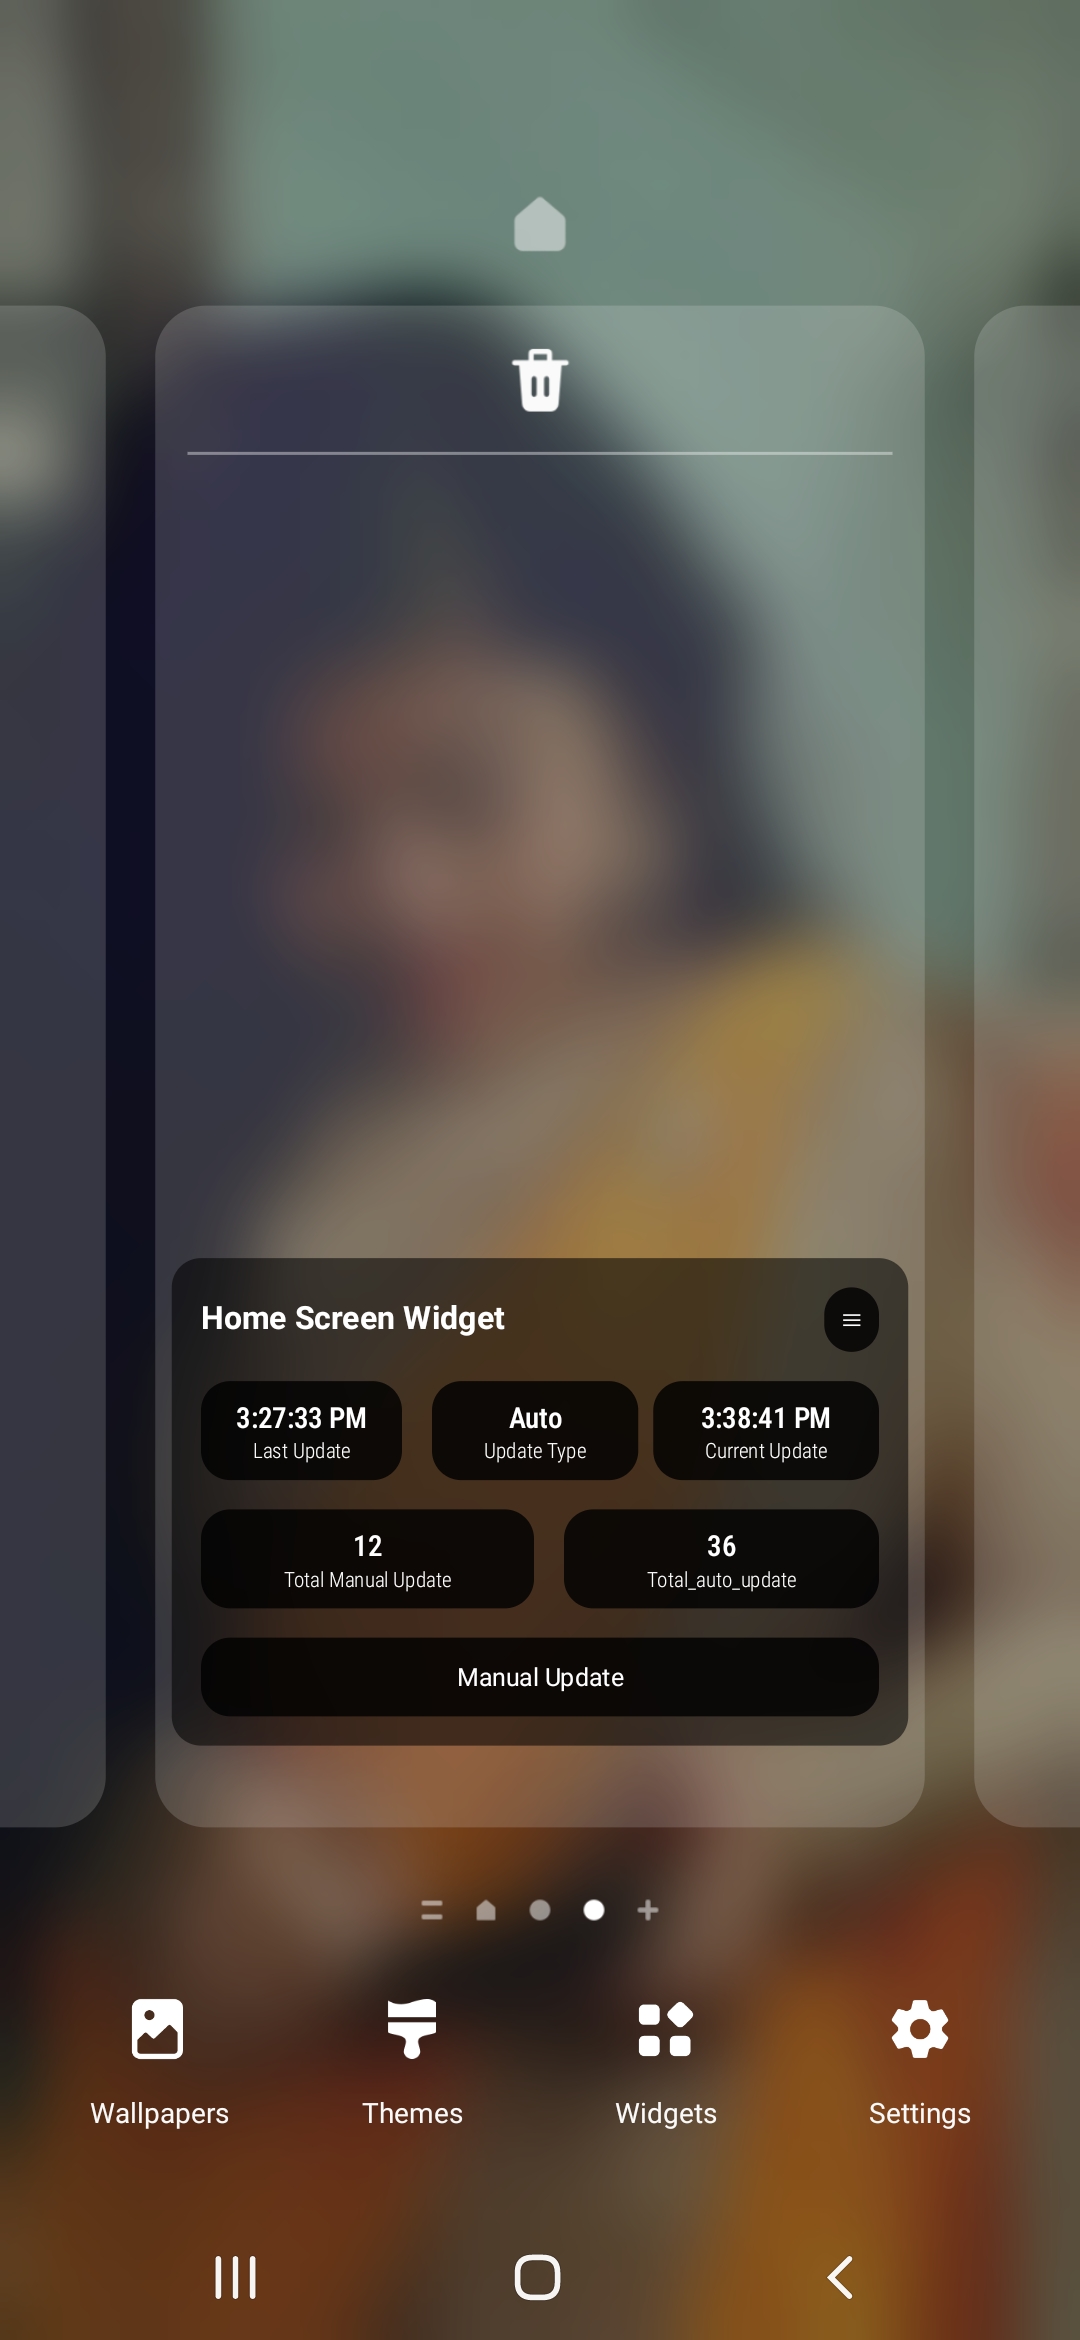 Home Screen Widget
3:27:33 PM
Last Update
Auto
Update Type
3:38:41 PM
Current Update
12
Total Manual Update
36
Total_auto_update
Manual Update
Wallpapers
Themes
Widgets
Settings